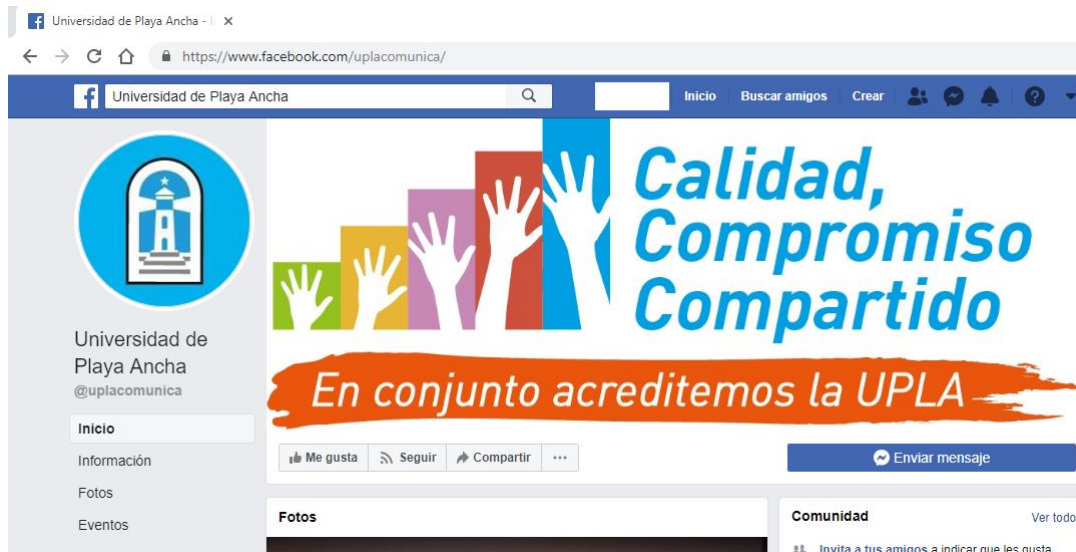 Universidad de Playa Ancha -
https://www.facebook.com/uplacomunica/
Universidad de Playa Ancha
Inicio Buscar amigos Crear
Calidad,
Compromiso
Compartido
En conjunto acreditemos la UPLA
Universidad de
Playa Ancha
@uplacomunica
Inicio
Información
Fotos
Eventos
Me gusta Seguir Compartir ...
Enviar mensaje
Fotos
Comunidad Ver todo
Invita a tus amigos a indicar que les gusta